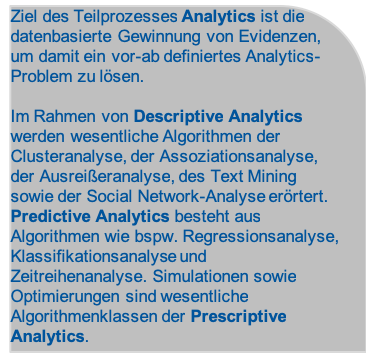 Ziel des Teilprozesses Analytics ist die
datenbasierte Gewinnung von Evidenzen,
um damit ein vor-ab definiertes Analytics-
Problem zu lösen.
Im Rahmen von Descriptive Analytics
werden wesentliche Algorithmen der
Clusteranalyse, der Assoziationsanalyse,
der Ausreißeranalyse, des Text Mining
sowie der Social Network-Analyse erörtert.
Predictive Analytics besteht aus
Algorithmen wie bspw. Regressionsanalyse,
Klassifikationsanalyse und
Zeitreihenanalyse. Simulationen sowie
Optimierungen sind wesentliche
Algorithmenklassen der Prescriptive
Analytics.